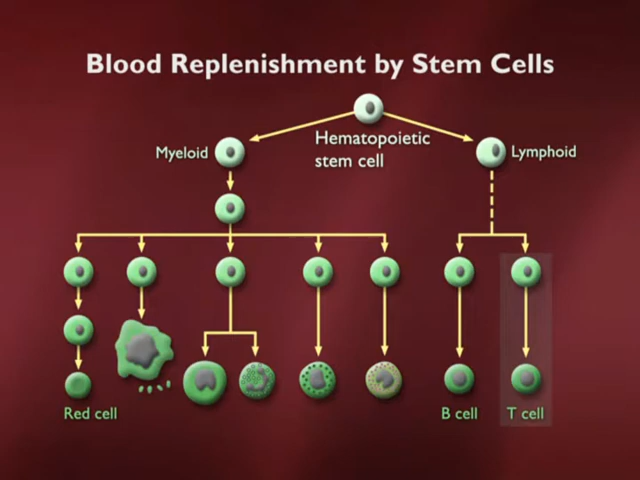 Blood Replenishment by Stem Cells
Hematopoietic
stem cell
Myeloid
Lymphoid
Red cell
B cell
T cell